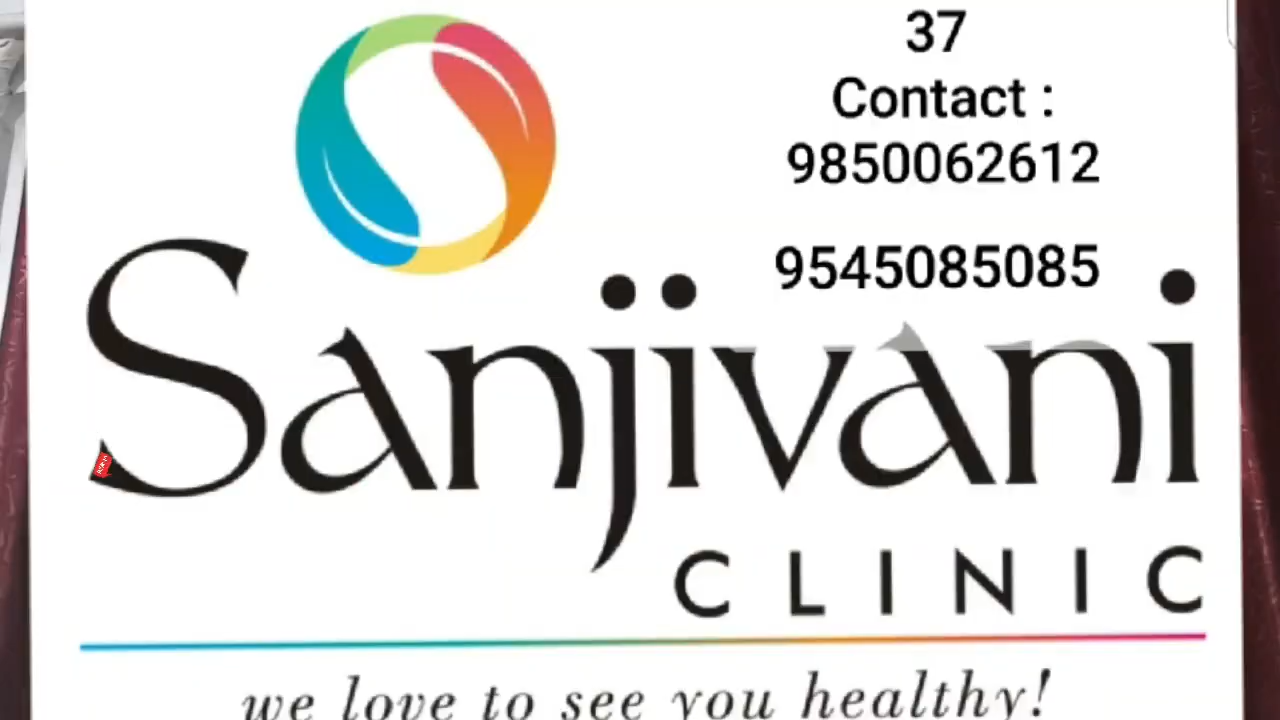 37
Contact :
9850062612
9545085085
Sanjivani
CLINIC
we love to see you healthy!